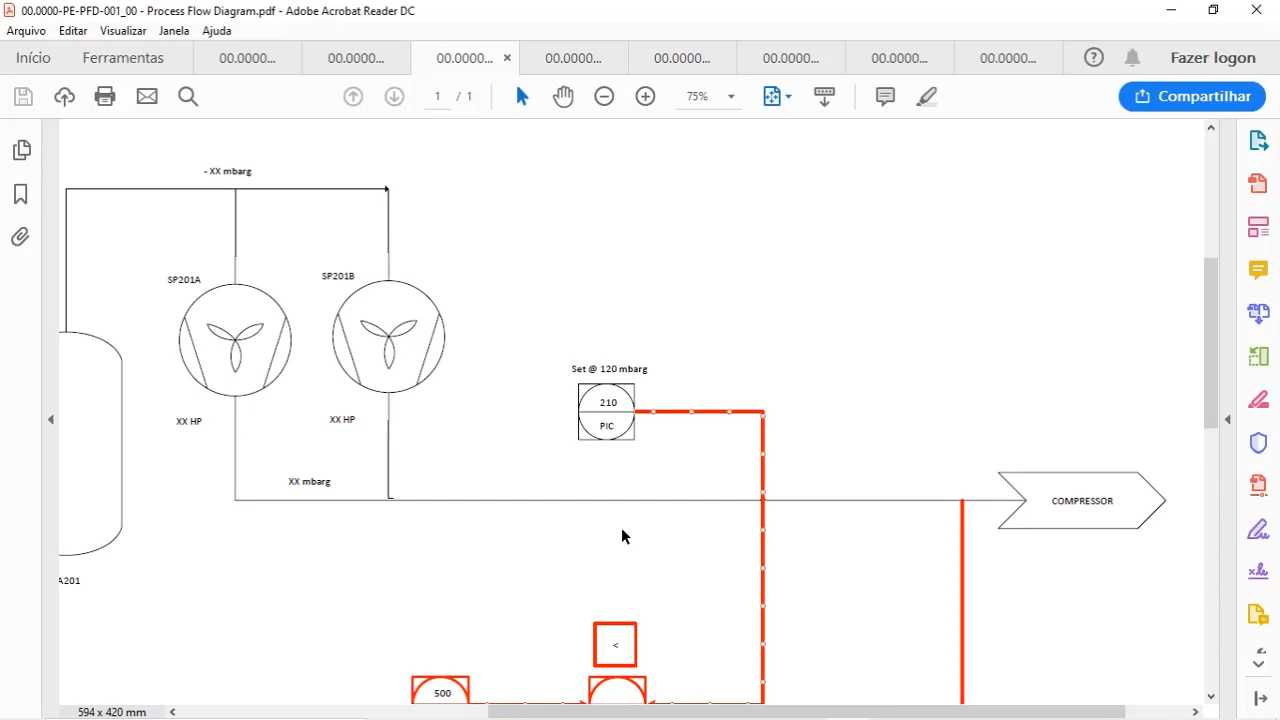 00.0000-PE-PFD-001_00 - Process Flow Diagram.pdf - Adobe Acrobat Reader DC
Arquivo Editar Visualizar Janela Ajuda
Início Ferramentas 00.0000... 00.0000... 00.0000... 00.0000... 00.0000... 00.0000... 00.0000... 00.0000... Fazer logon
1 / 1 75% Compartilhar
- XX mbarg
SP201A
SP201B
Set @ 120 mbarg
210
PIC
XX HP
XX HP
XX mbarg
COMPRESSOR
A201
<
500
594 x 420 mm